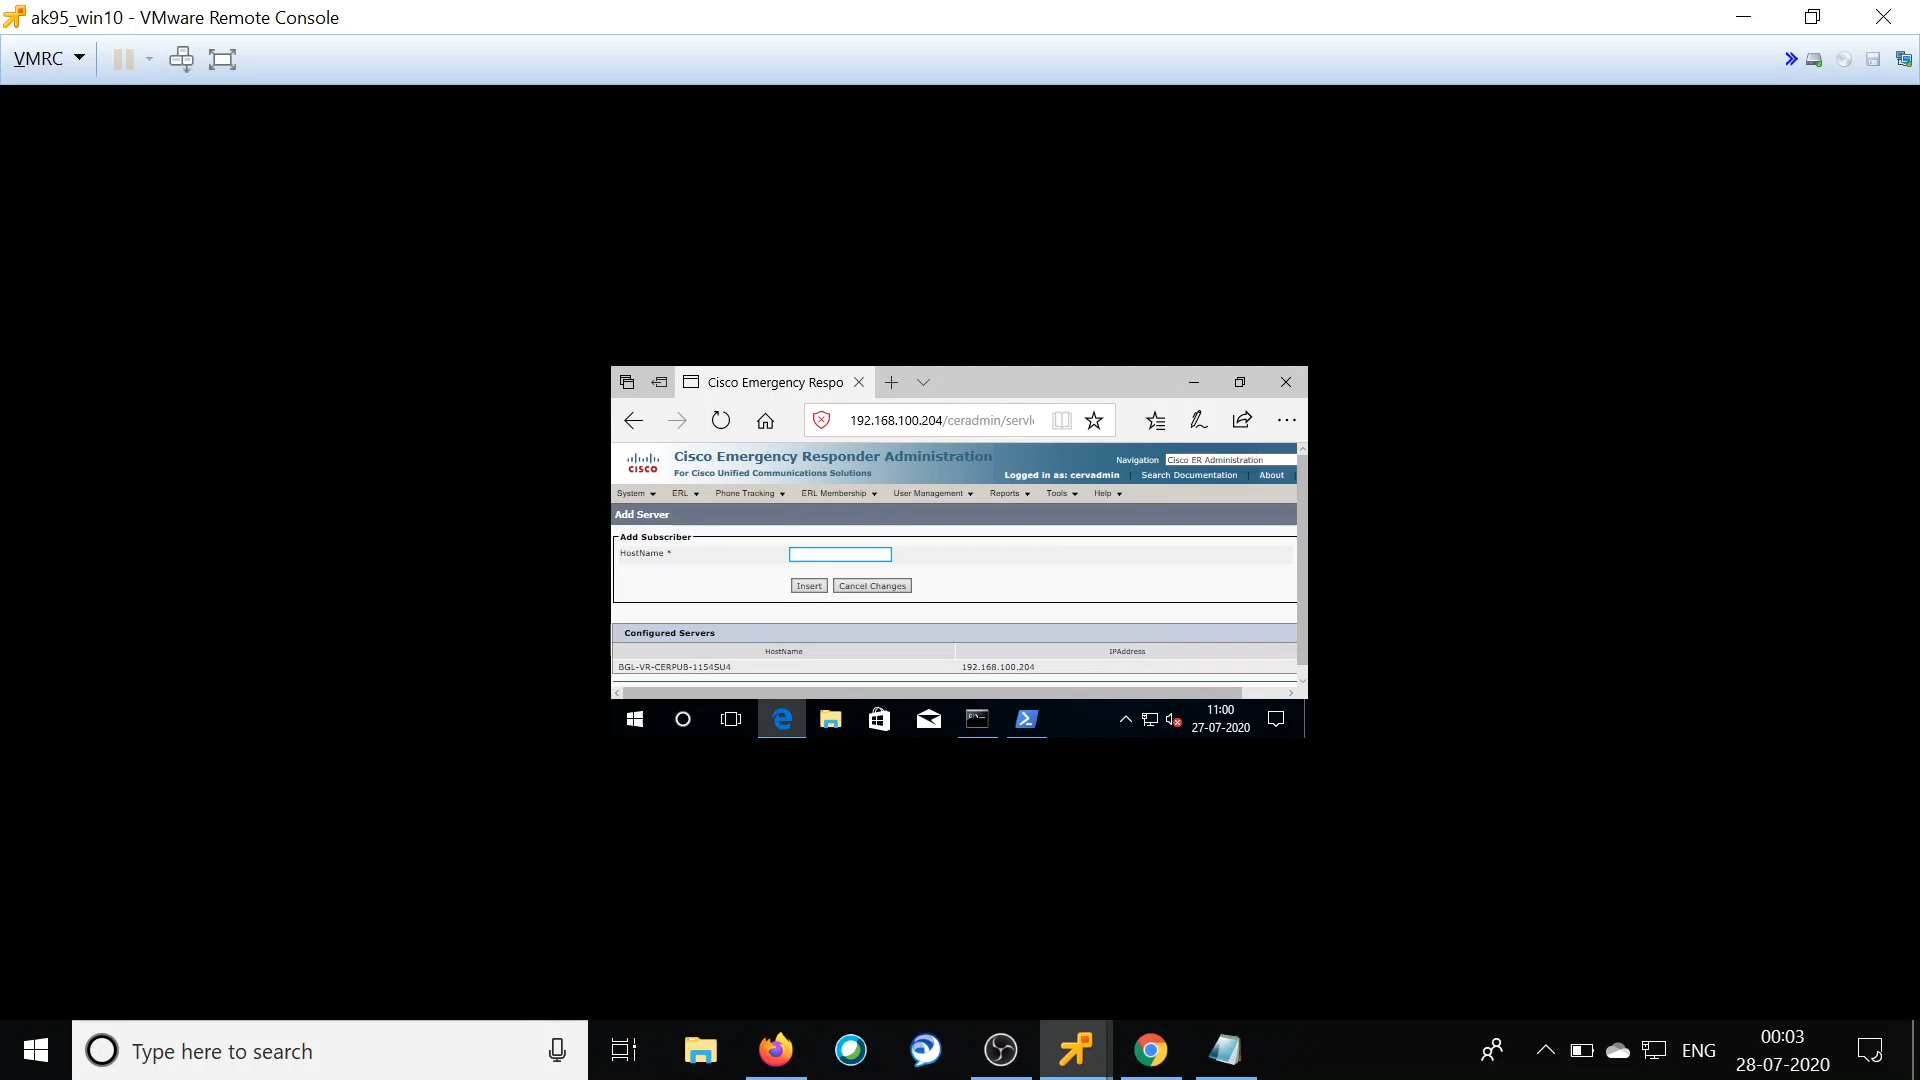 ak95_win10 - VMware Remote Console
VMRC
Cisco Emergency Respo
192.168.100.204/ceradmin/servl
CISCO
Cisco Emergency Responder Administration
For Cisco Unified Communications Solutions
Navigation Cisco ER Administration
Logged in as: cervadmin | Search Documentation | About
System ERL Phone Tracking ERL Membership User Management Reports Tools Help
Add Server
Add Subscriber
HostName *
Insert Cancel Changes
Configured Servers
HostName IPAddress
BGL-VR-CERPUB-1154SU4 192.168.100.204
11:00
27-07-2020
Type here to search
ENG
00:03
28-07-2020